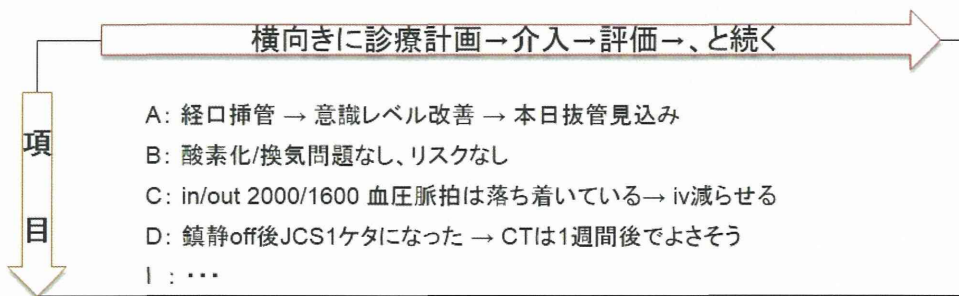 横向きに診療計画→介入→評価→、と続く
項目
A: 経口挿管 → 意識レベル改善 → 本日抜管見込み
B: 酸素化/換気問題なし、リスクなし
C: in/out 2000/1600 血圧脈拍は落ち着いている→ iv減らせる
D: 鎮静off後JCS1ケタになった → CTは1週間後でよさそう
I : ・・・